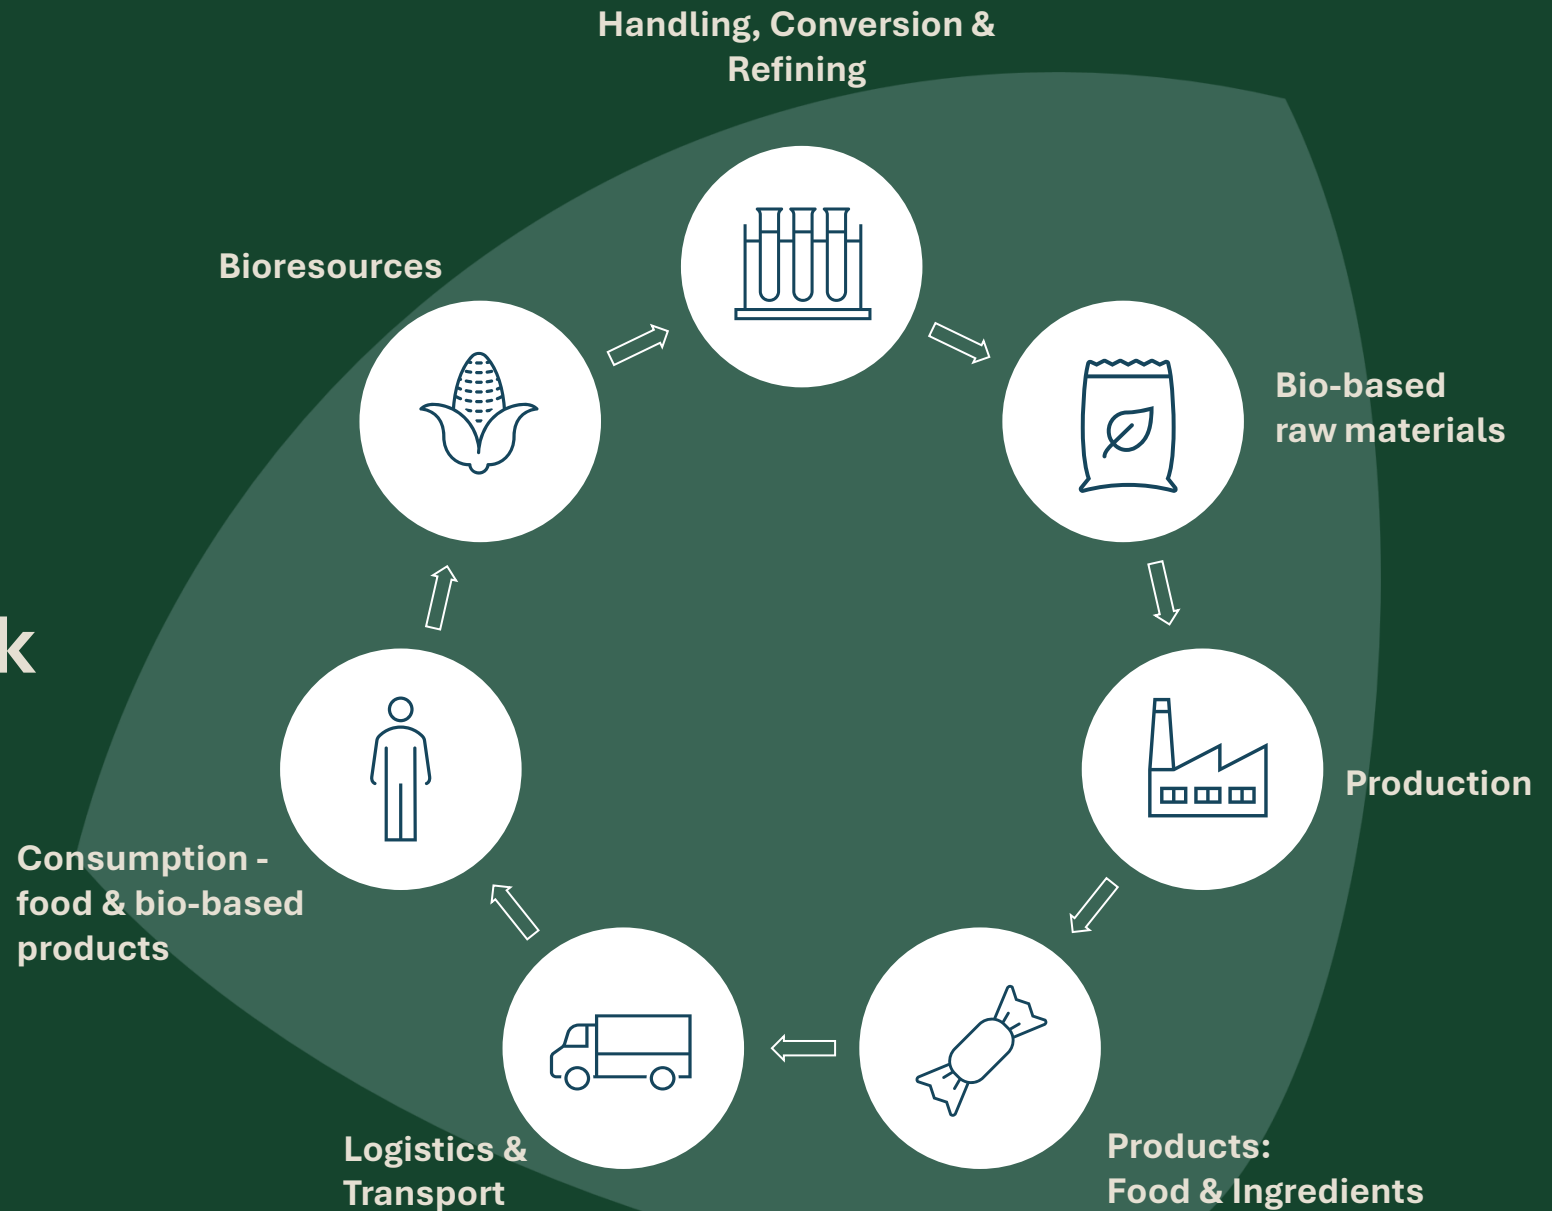 Handling, Conversion &
Refining
Bioresources
Bio-based
raw materials
k
Production
Consumption -
food & bio-based
products
Logistics &
Transport
Products:
Food & Ingredients